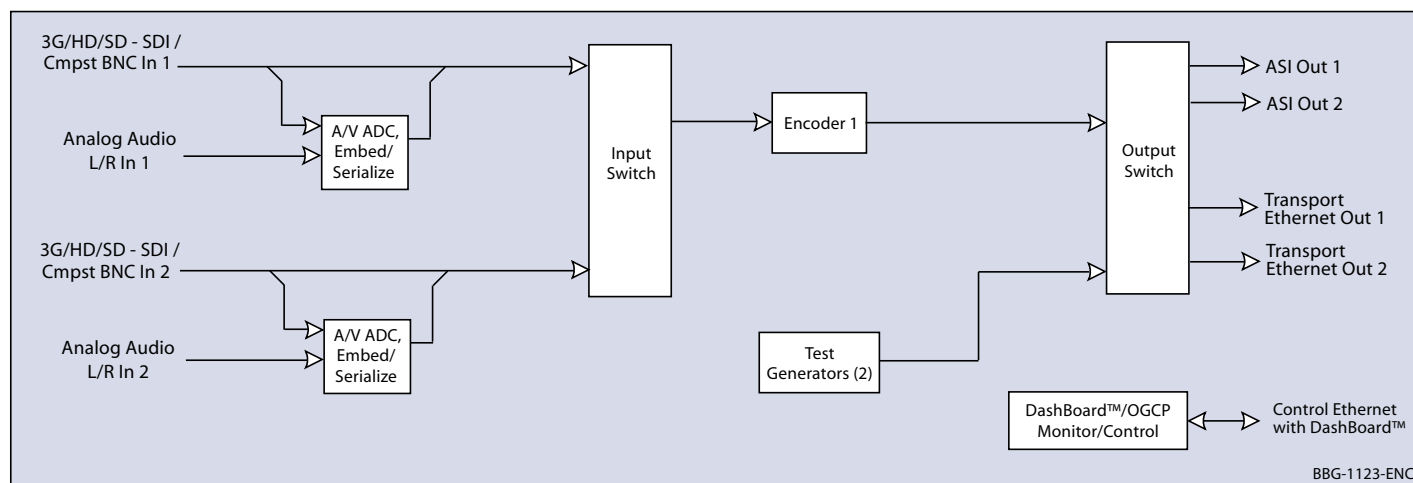 3G/HD/SD - SDI /
Cmpst BNC In 1
Analog Audio
L/R In 1
A/V ADC,
Embed/
Serialize
3G/HD/SD - SDI /
Cmpst BNC In 2
Analog Audio
L/R In 2
A/V ADC,
Embed/
Serialize
Input
Switch
Encoder 1
Test
Generators (2)
Output
Switch
ASI Out 1
ASI Out 2
Transport
Ethernet Out 1
Transport
Ethernet Out 2
DashBoard™/OGCP
Monitor/Control
Control Ethernet
with DashBoard™
BBG-1123-ENC